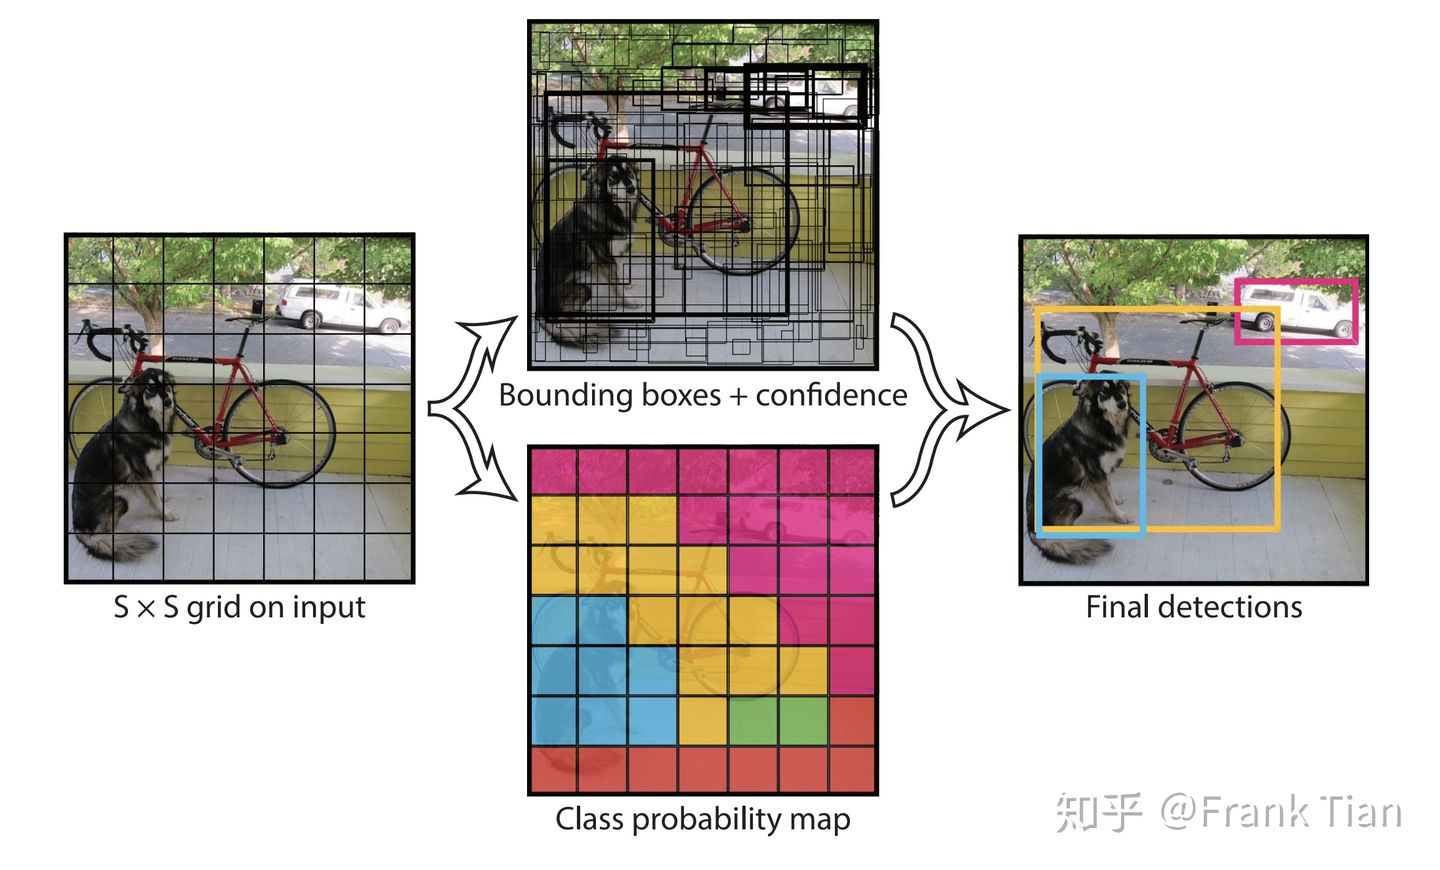 S × S grid on input
Bounding boxes + confidence
Class probability map
Final detections
知乎 @Frank Tian